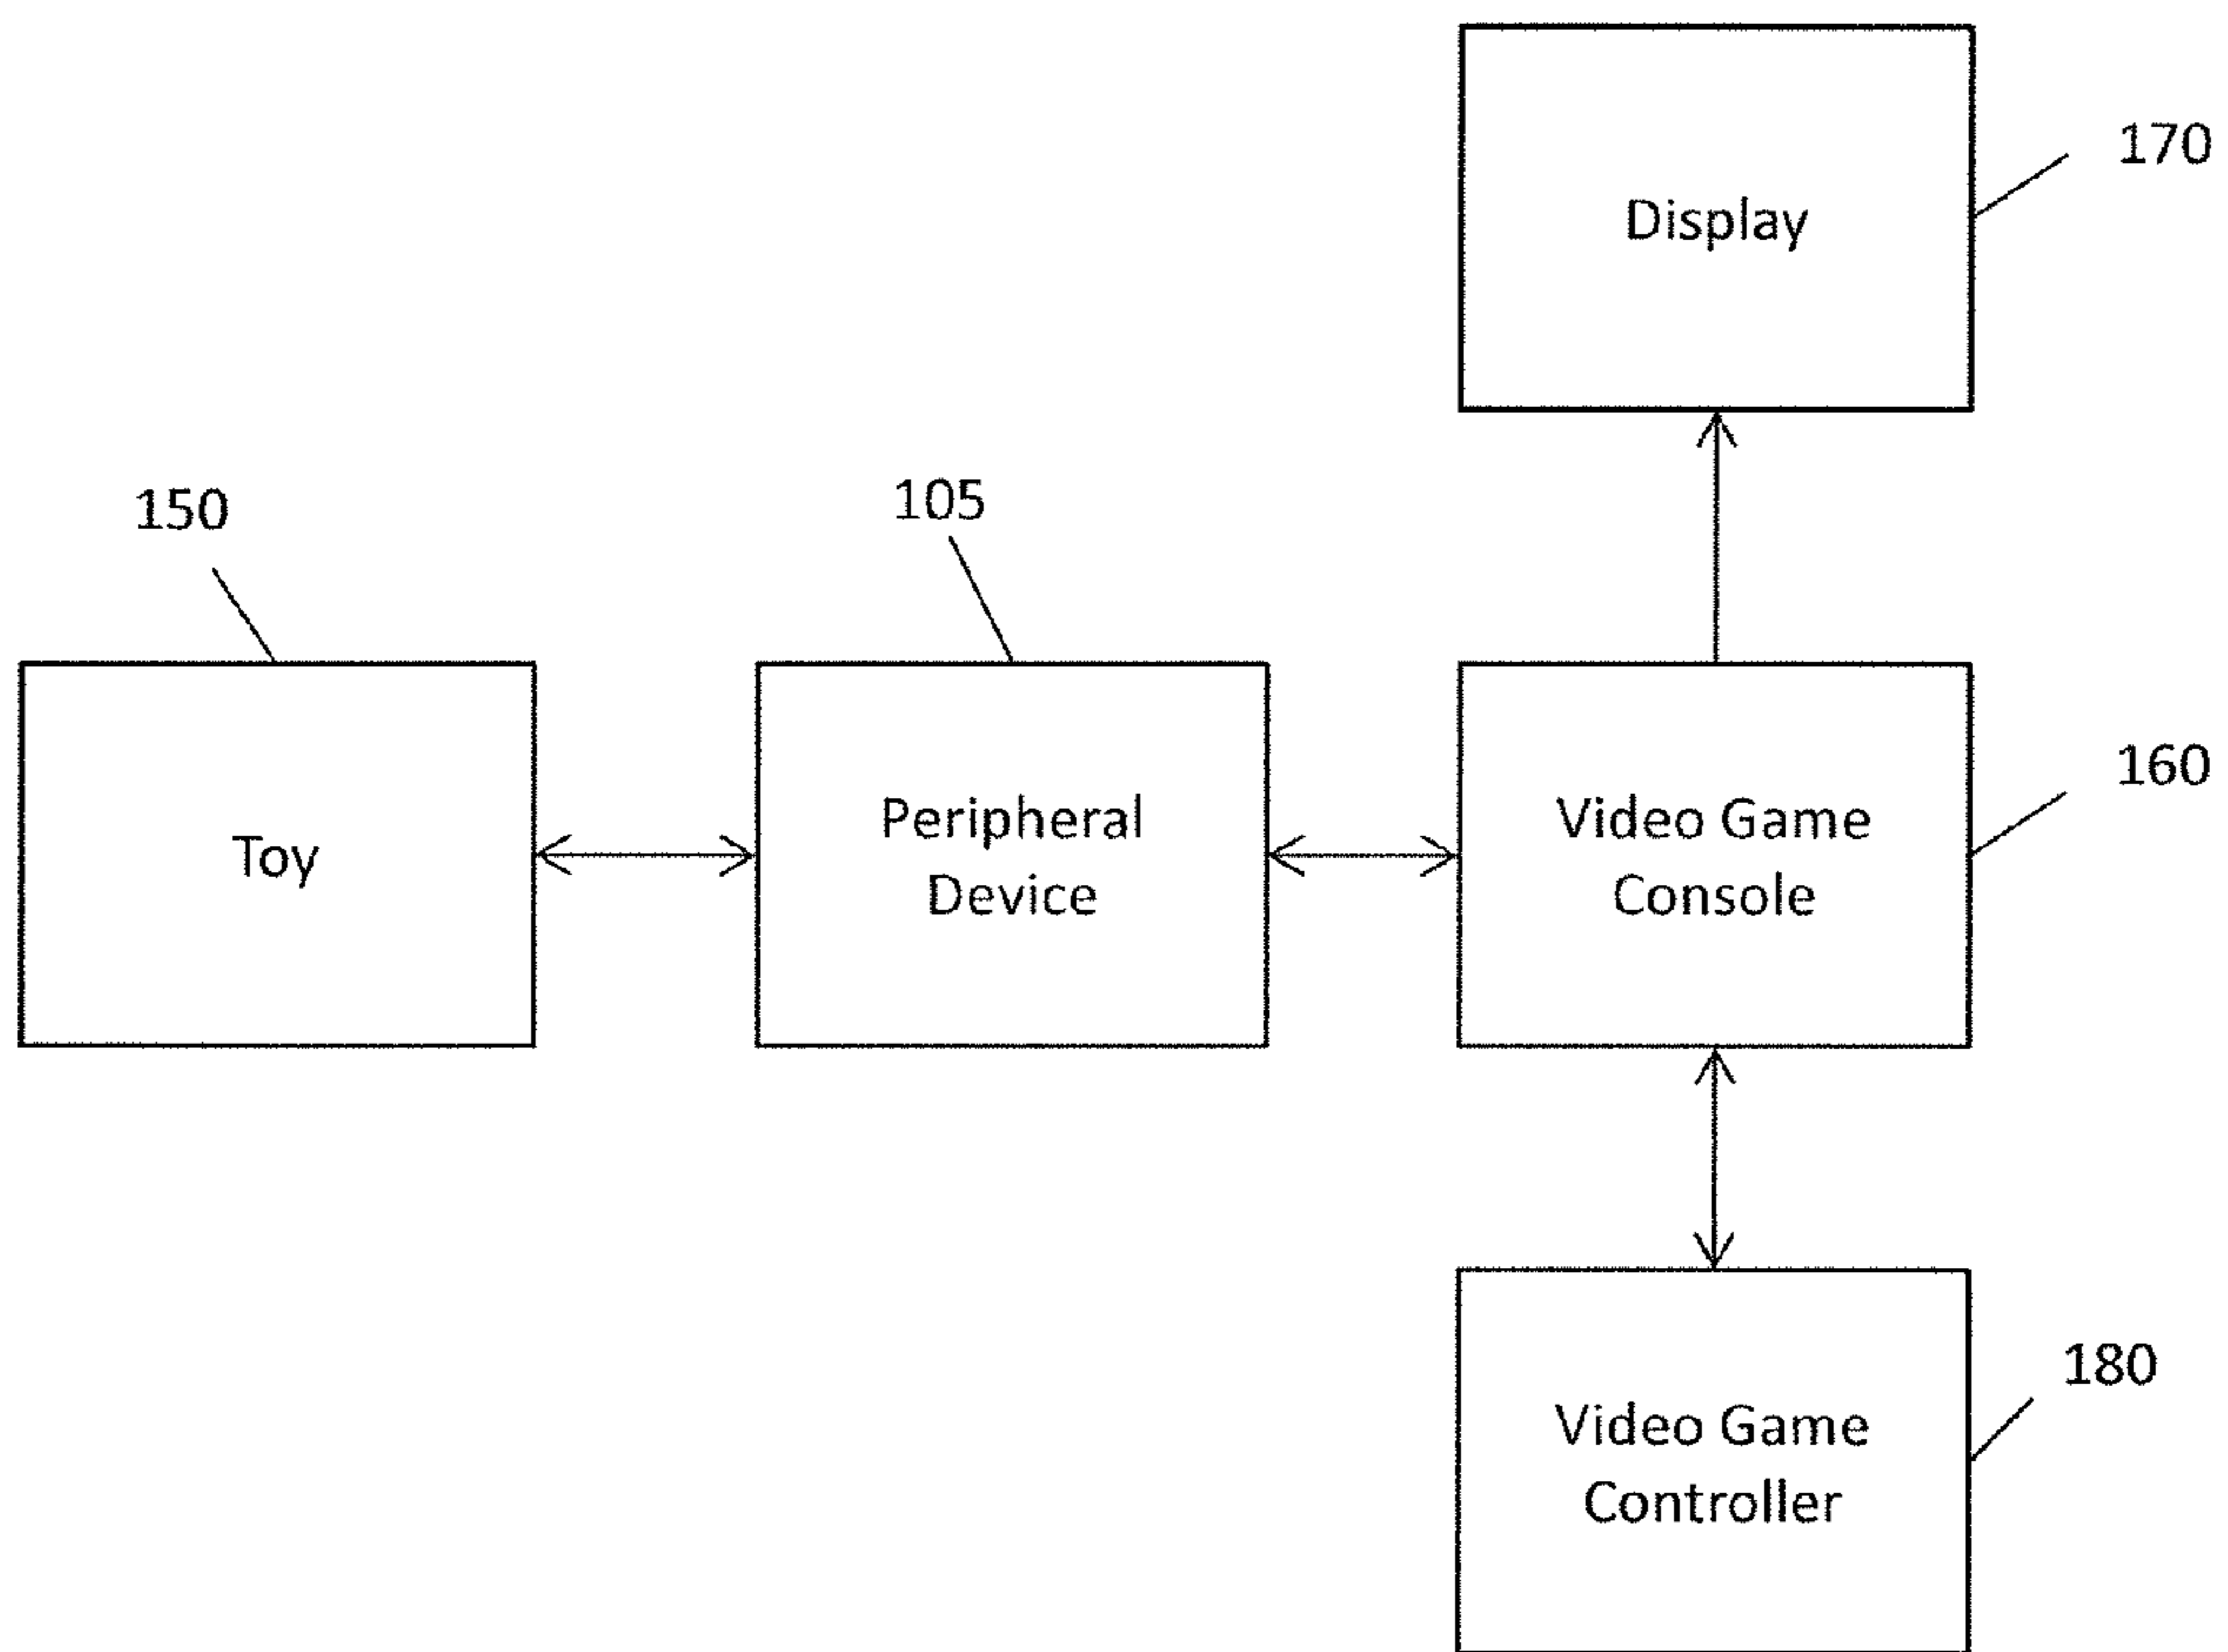 Display
170
150
105
Toy
Peripheral
Device
Video Game
Console
160
Video Game
Controller
180